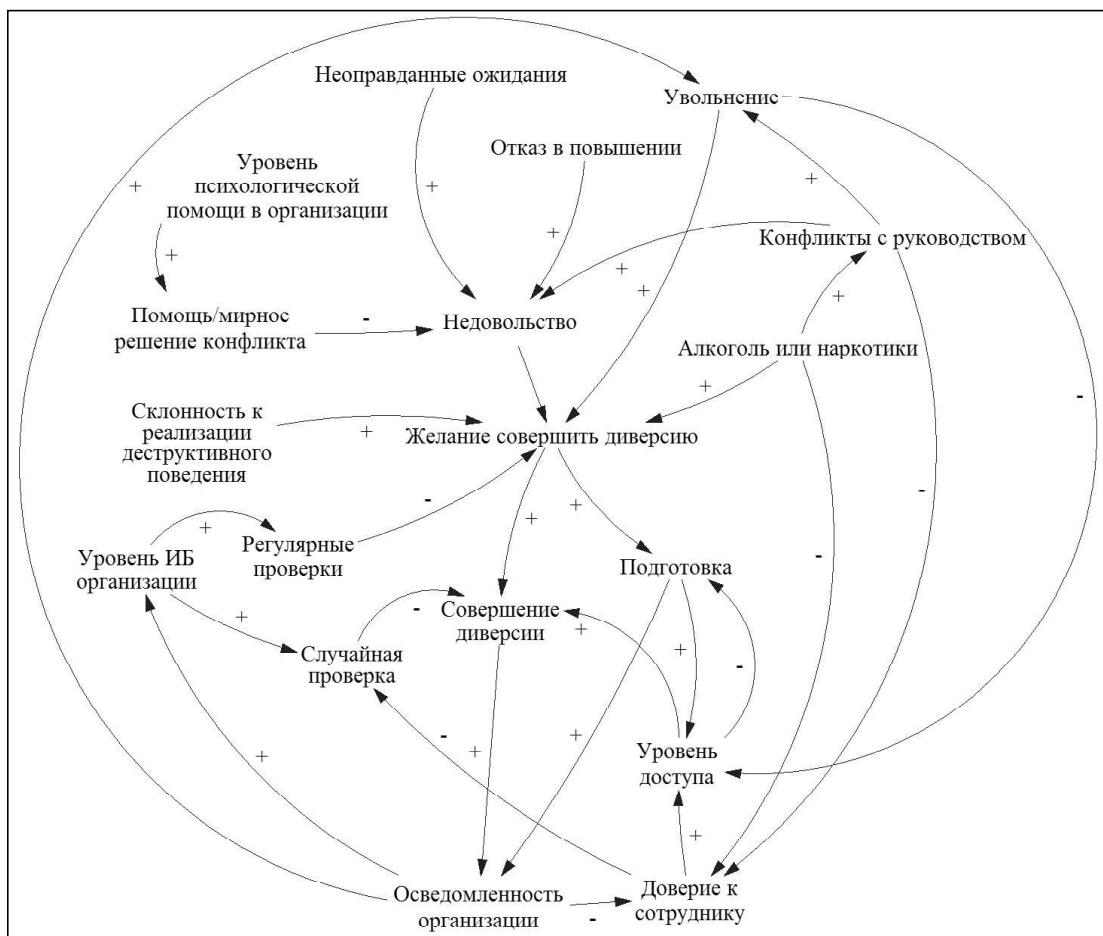 Неоправданные ожидания
Увольнснис
Отказ в повышении
Уровень
психологической
помощи в организации
+
+
+
+
Конфликты с руководством
+
+
+
+
+
Помощь/мирнос
решение конфликта
-
Недовольство
Алкоголь или наркотики
+
-
Склонность к
реализации
деструктивного
поведения
+
Желание совершить диверсию
-
-
+
+
+
Уровень ИБ
организации
Регулярные
проверки
Подготовка
-
+
-
Совершение
диверсии
+
Случайная
проверка
+
-
-
+
+
+
Уровень
доступа
+
Осведомленность
организации
-
Доверие к
сотруднику